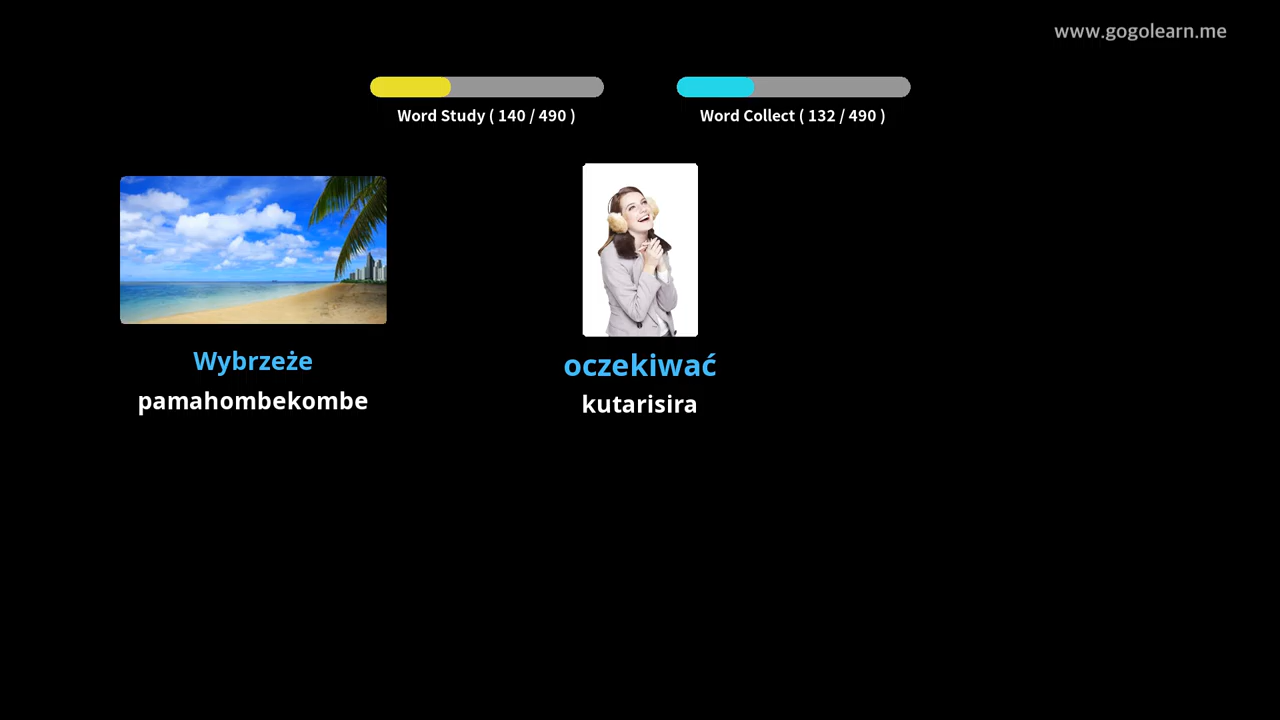 www.gogolearn.me
Word Study ( 140 / 490 )
Word Collect ( 132 / 490 )
Wybrzeże
pamahombekombe
oczekiwać
kutarisira